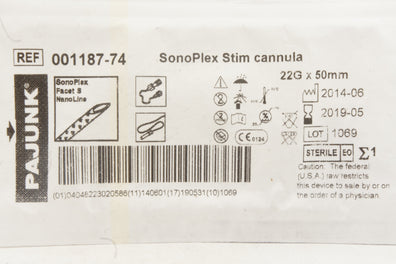 REF 001187-74 SonoPlex Stim cannula
22G x 50mm
SonoPlex
Facet S
NanoLine
2014-06
2019-05
LOT 1069
CE 0124
STERILE EO Σ1
PAJUNK®
Caution: The federal
(U.S.A.) raw restricts
this device to sale by or on
the order of a physician.
(01)04048223020586(11)140601(17)190531(10)1069